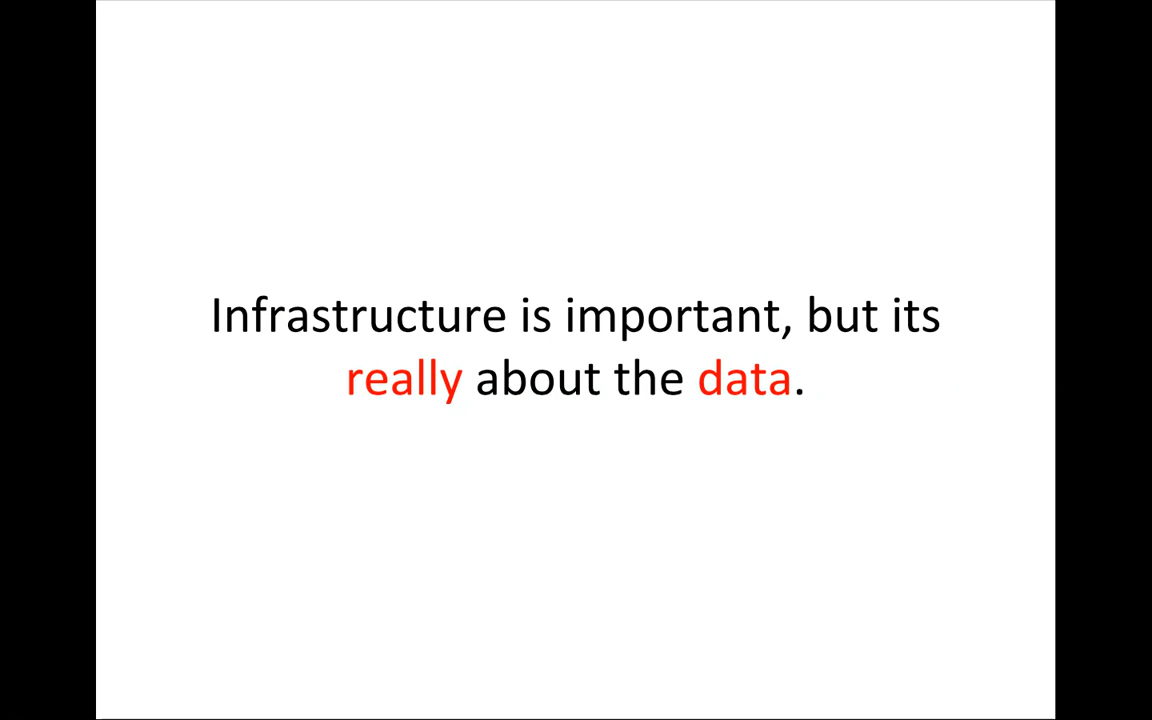 Infrastructure is important, but its
really about the data.